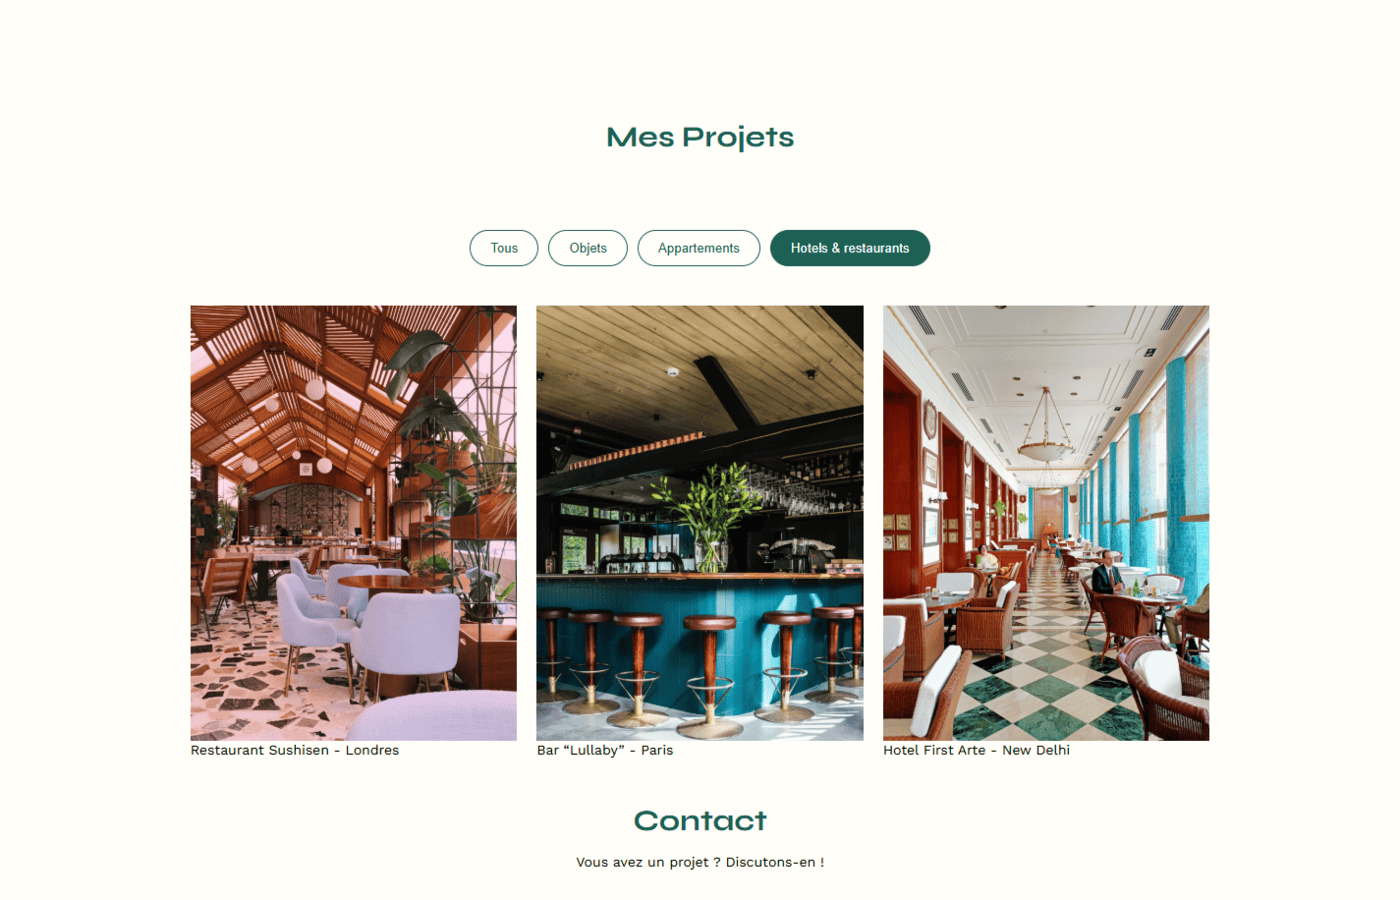 Mes Projets
Tous
Objets
Appartements
Hotels & restaurants
Restaurant Sushisen - Londres
Bar “Lullaby” - Paris
Hotel First Arte - New Delhi
Contact
Vous avez un projet ? Discutons-en !